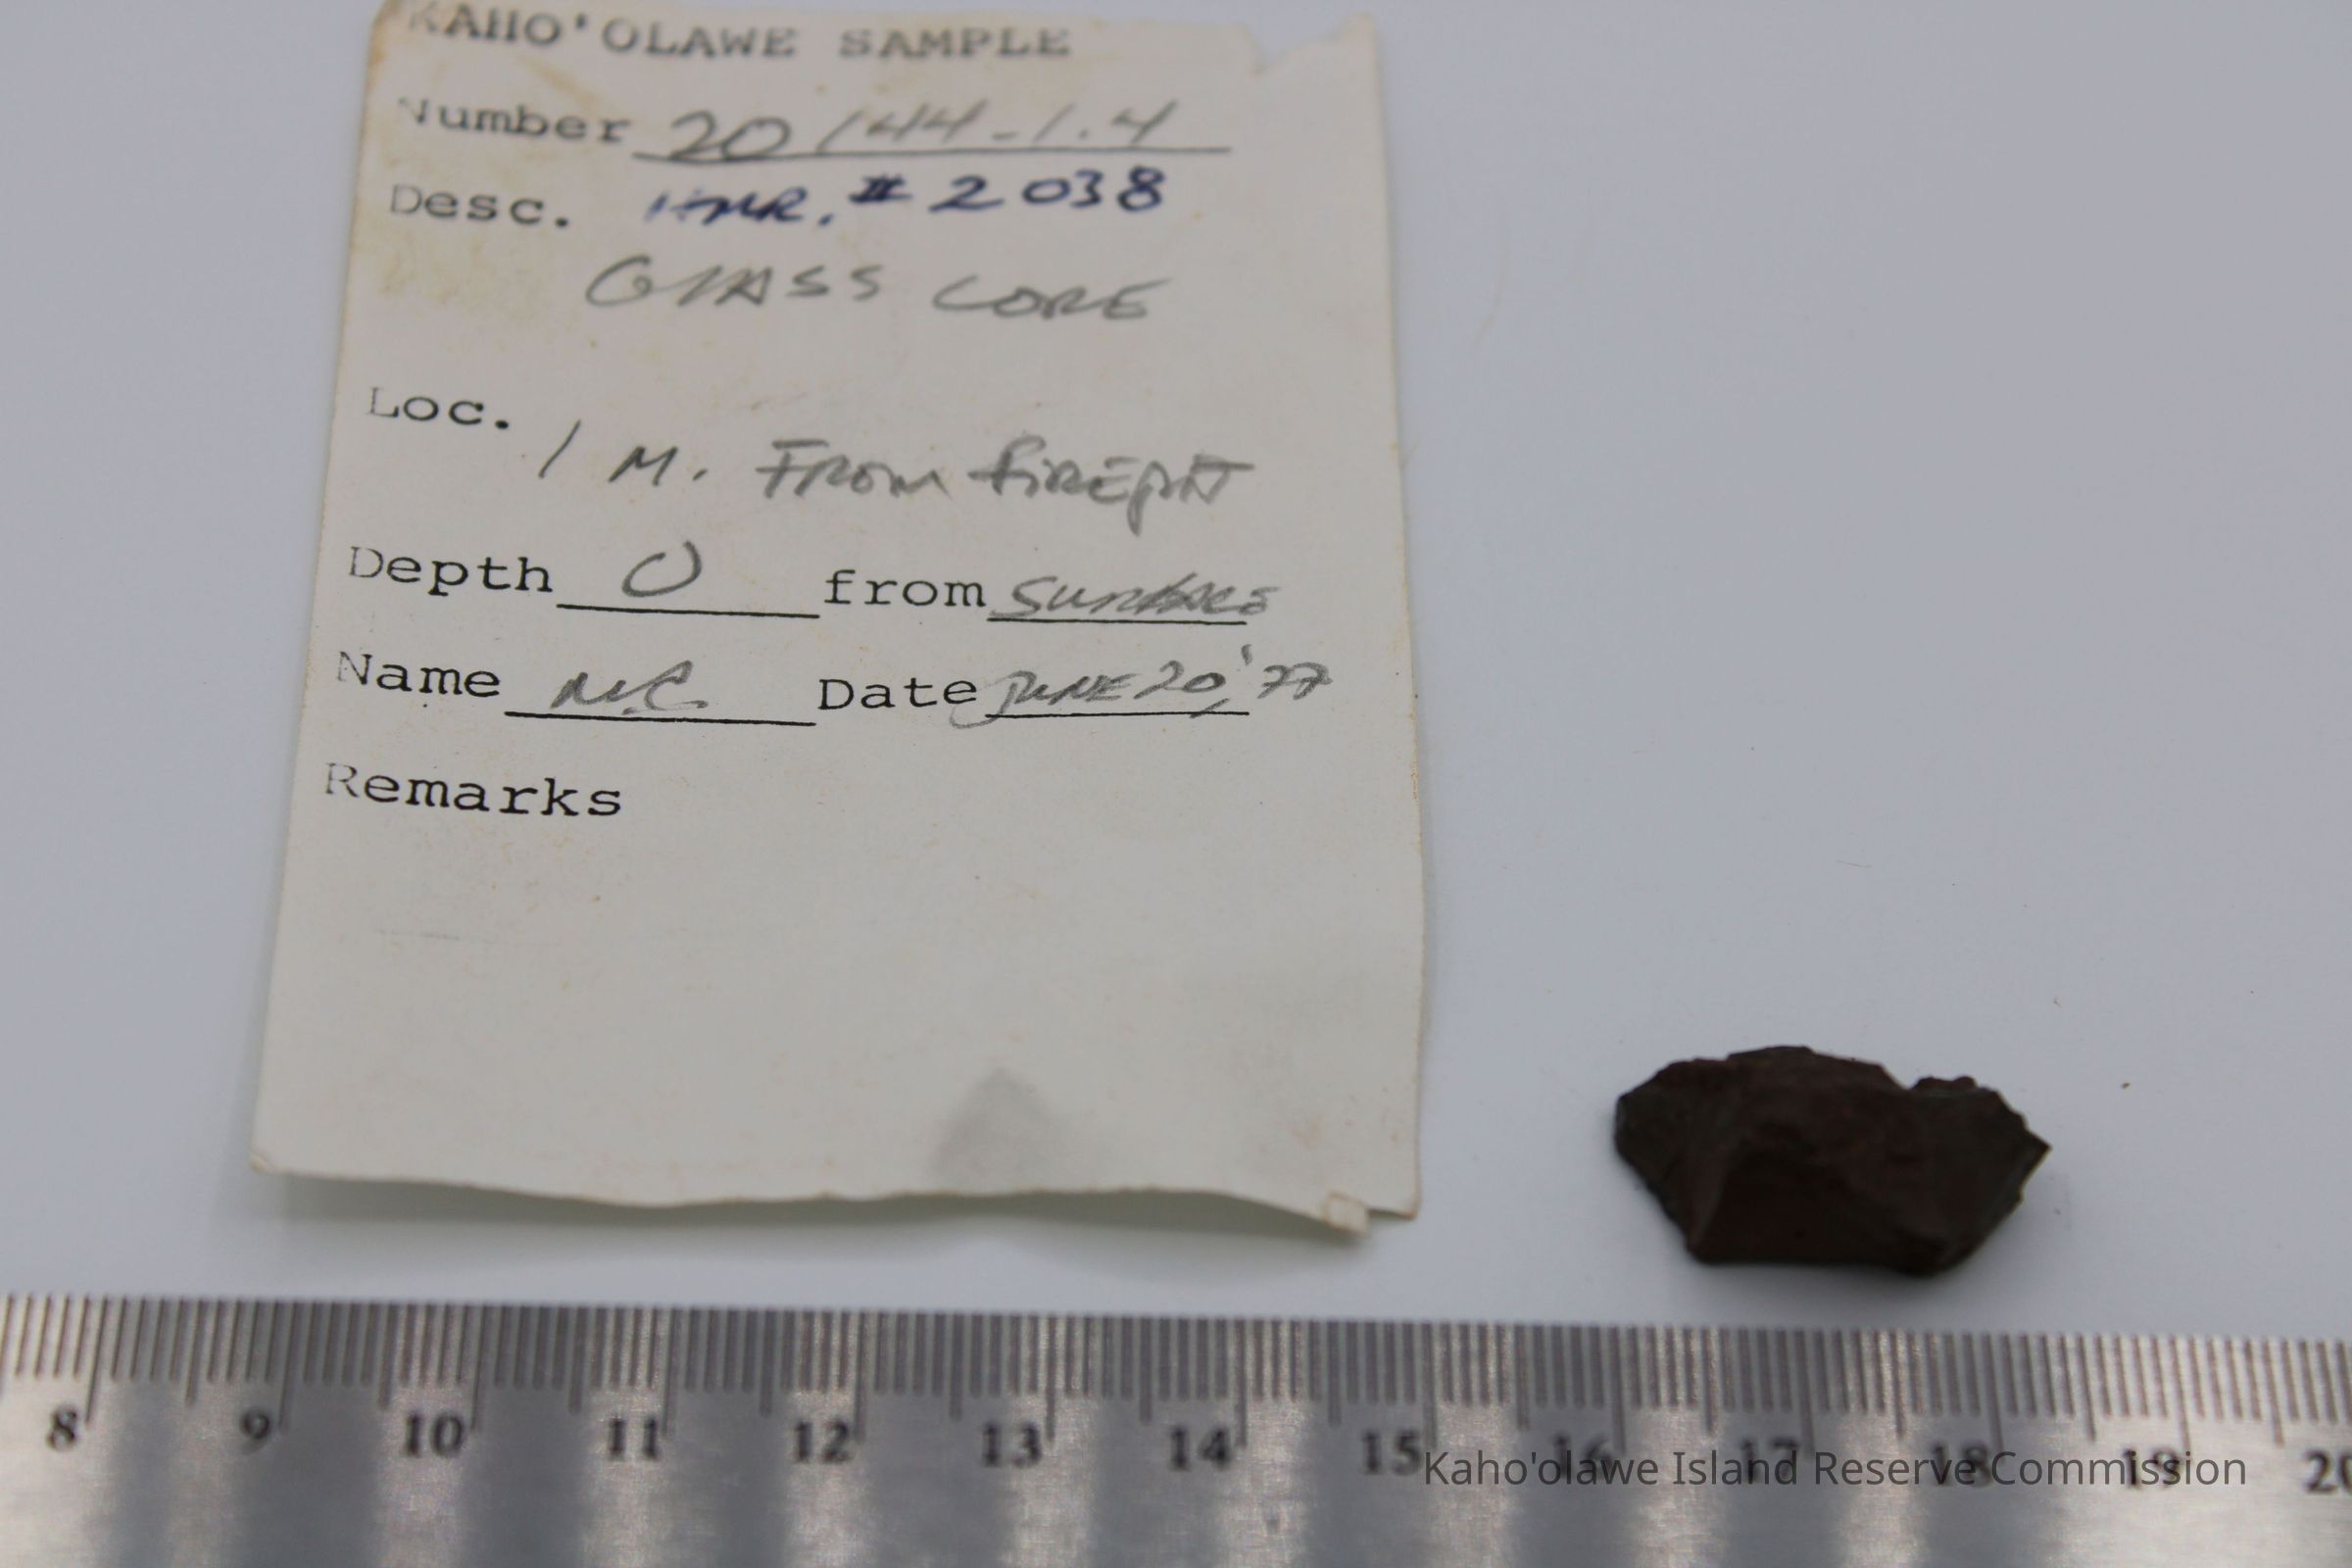 KAHO'OLAWE SAMPLE
Number 20/44-1.4
Desc. HMR. # 2038
GLASS CORE
Loc.
1 M. FROM FIREPIT
Depth 0 from SURFACE
Name N.C. Date JUNE 20, '77
Remarks
8 9 10 11 12 13 14 15 16 17 18 19 20
Kaho'olawe Island Reserve Commission